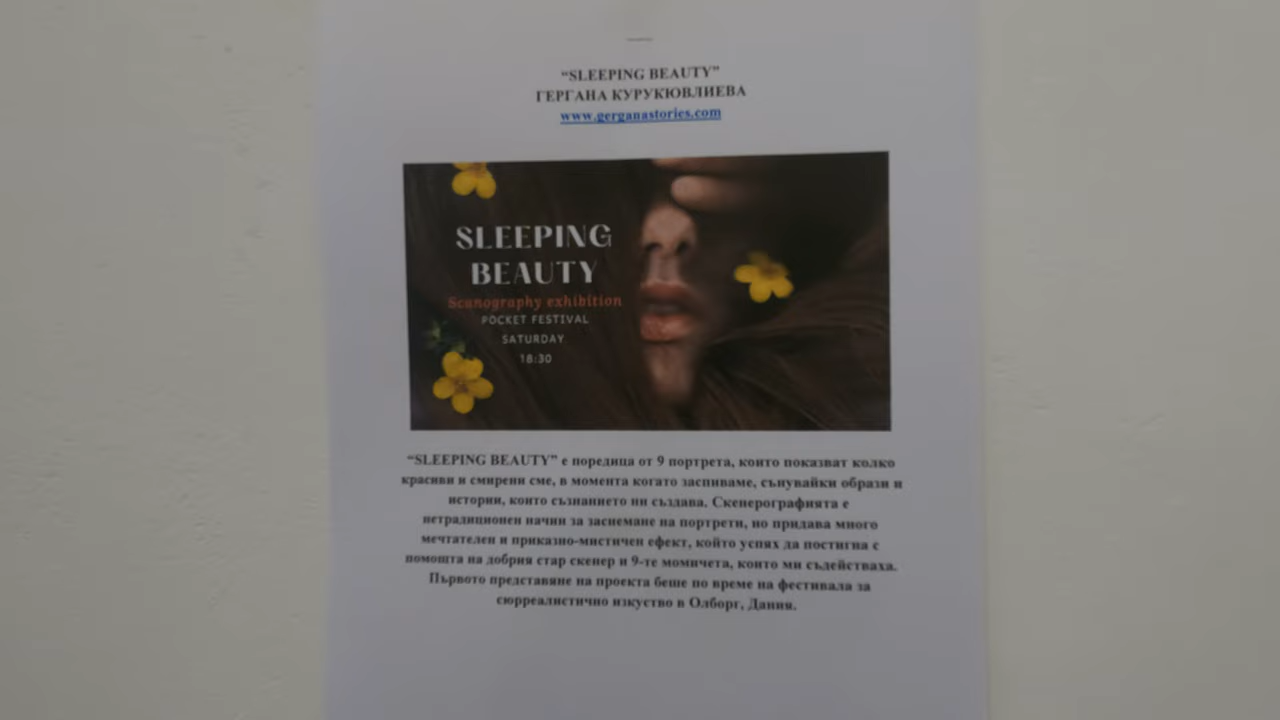 “SLEEPING BEAUTY”
ГЕРГАНА КУРУКЮВЛИЕВА
www.gerganastories.com
SLEEPING
BEAUTY
Scanography exhibition
POCKET FESTIVAL
SATURDAY
18:30
“SLEEPING BEAUTY” е поредица от 9 портрета, които показват колко
красиви и смирени сме, в момента когато заспиваме, сънувайки образи и
истории, които съзнанието ни създава. Скенерографията е
нетрадиционен начин за заснемане на портрети, но придава много
мечтателен и приказно-мистичен ефект, който успях да постигна с
помощта на добрия стар скенер и 9-те момичета, които ми съдействаха.
Първото представяне на проекта беше по време на фестивала за
сюрреалистично изкуство в Олборг, Дания.